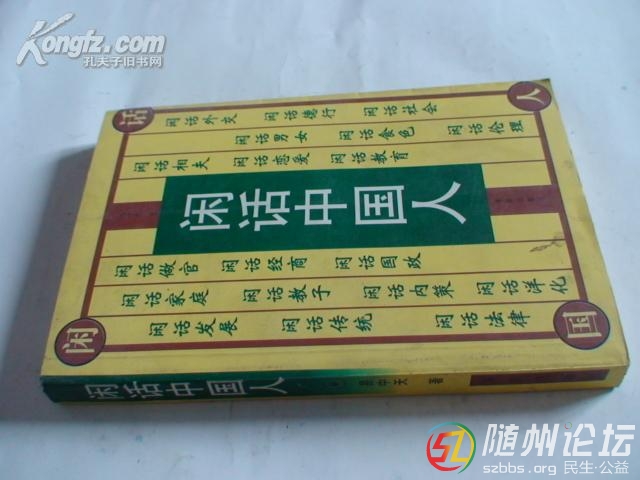 Kongfz.com
孔夫子旧书网
话
人
闲话外交 闲话德行 闲话社会
闲话男女 闲话食色 闲话伦理
闲话相夫 闲话恋爱 闲话教育
闲话中国人
闲话做官 闲话经商 闲话国政
闲话家庭 闲话教子 闲话内策 闲话洋化
闲话发展 闲话传统 闲话法律
闲
国
闲话中国人
易中天 著
随州论坛
szbbs.org 民生·公益